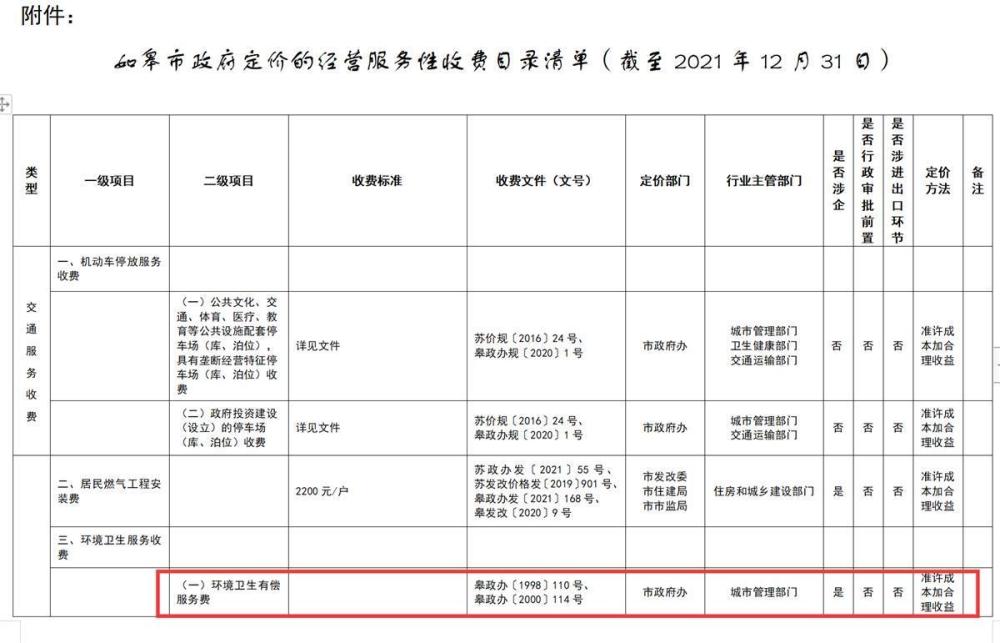 附件：
如皋市政府定价的经营服务性收费目录清单（截至 2021 年 12 月 31 日）
类型 一级项目 二级项目 收费标准 收费文件（文号） 定价部门 行业主管部门 是否涉企 是否行政审批前置 是否涉进出口环节 定价方法 备注
交通服务收费
一、机动车停放服务
收费
（一）公共文化、交
通、体育、医疗、教
育等公共设施配套停
车场（库、泊位），
具有垄断经营特征停
车场（库、泊位）收
费
详见文件
苏价规〔2016〕24 号、
皋政办规〔2020〕1 号
市政府办
城市管理部门
卫生健康部门
交通运输部门
否 否 否
准许成
本加合
理收益
（二）政府投资建设
（设立）的停车场
（库、泊位）收费
详见文件
苏价规〔2016〕24 号、
皋政办规〔2020〕1 号
市政府办
城市管理部门
交通运输部门
否 否 否
准许成
本加合
理收益
二、居民燃气工程安
装费
2200 元/户
苏政办发〔2021〕55 号、
苏发改价格发〔2019〕901 号、
皋政办发〔2021〕168 号、
皋发改〔2020〕9 号
市发改委
市住建局
市市监局
住房和城乡建设部门
是 否 否
准许成
本加合
理收益
三、环境卫生服务收
费
（一）环境卫生有偿
服务费
皋政办〔1998〕110 号、
皋政办〔2000〕114 号
市政府办
城市管理部门
是 否 否
准许成
本加合
理收益